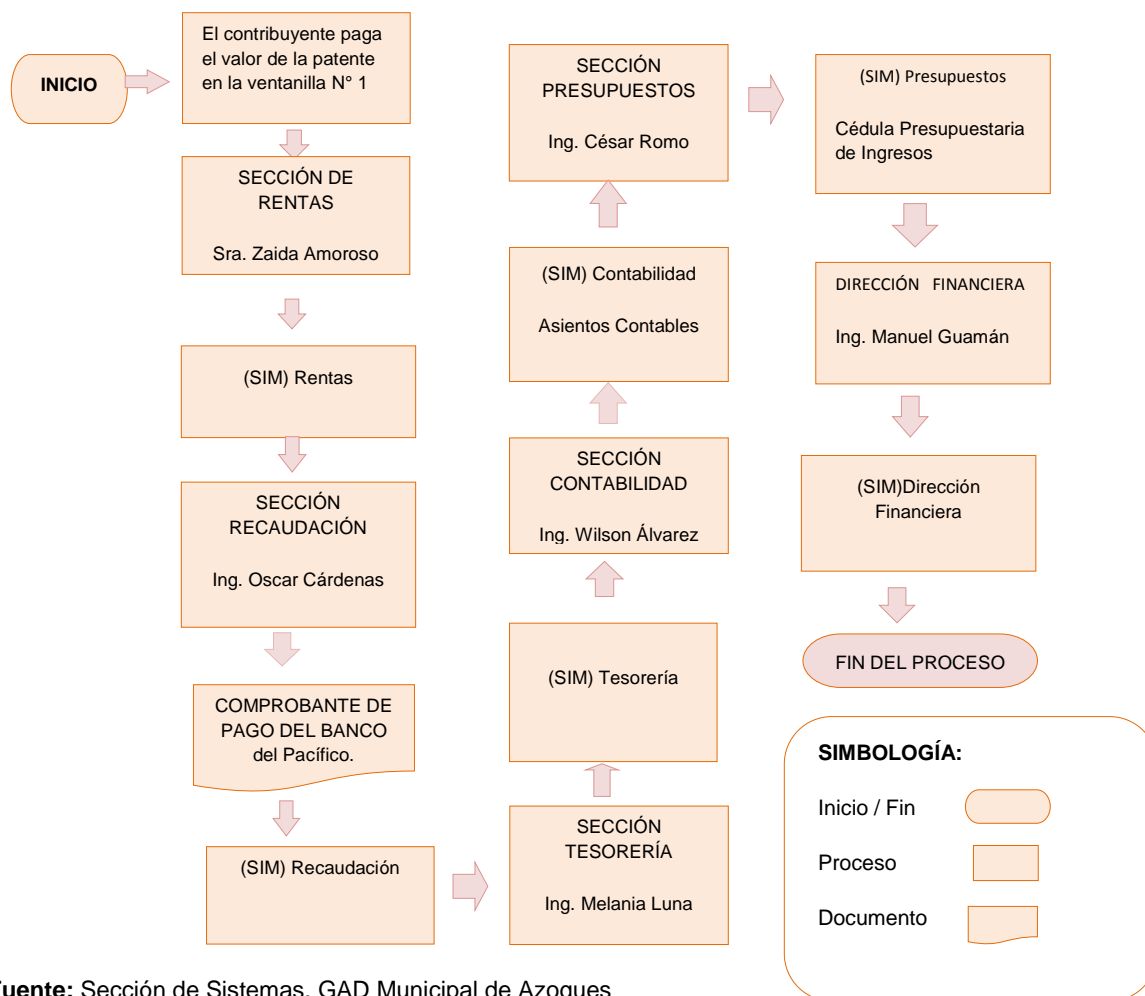 INICIO
El contribuyente paga
el valor de la patente
en la ventanilla N° 1
SECCIÓN DE
RENTAS
Sra. Zaida Amoroso
(SIM) Rentas
SECCIÓN
RECAUDACIÓN
Ing. Oscar Cárdenas
COMPROBANTE DE
PAGO DEL BANCO
del Pacífico.
(SIM) Recaudación
SECCIÓN
TESORERÍA
Ing. Melania Luna
(SIM) Tesorería
SECCIÓN
CONTABILIDAD
Ing. Wilson Álvarez
(SIM) Contabilidad
Asientos Contables
SECCIÓN
PRESUPUESTOS
Ing. César Romo
(SIM) Presupuestos
Cédula Presupuestaria
de Ingresos
DIRECCIÓN FINANCIERA
Ing. Manuel Guamán
(SIM)Dirección
Financiera
FIN DEL PROCESO
SIMBOLOGÍA:
Inicio / Fin
Proceso
Documento
Fuente: Sección de Sistemas, GAD Municipal de Azogues